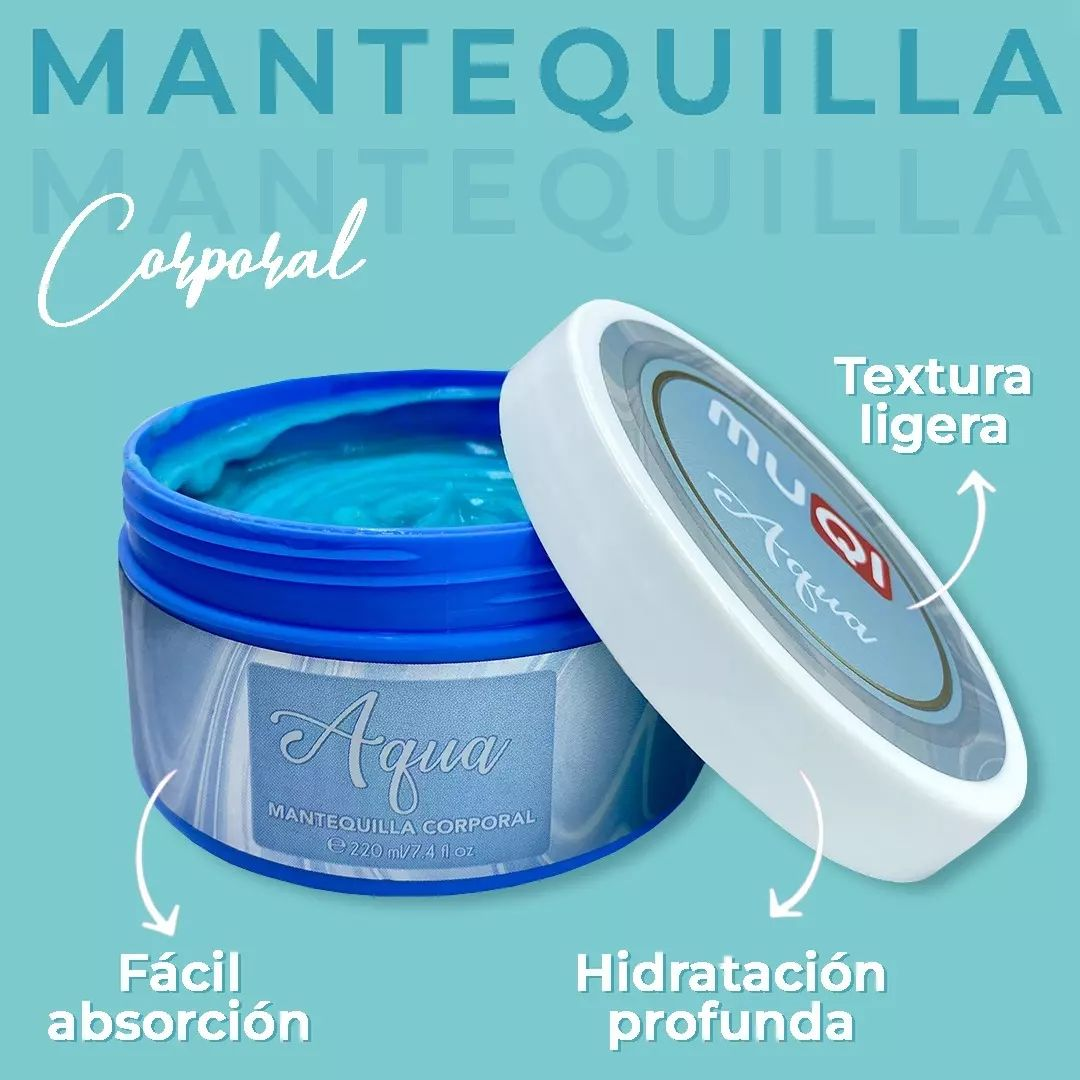 MANTEQUILLA
MANTEQUILLA
Corporal
Textura
ligera
muQI
Aqua
Aqua
MANTEQUILLA CORPORAL
℮ 220 ml/7.4 fl oz
Fácil
absorción
Hidratación
profunda